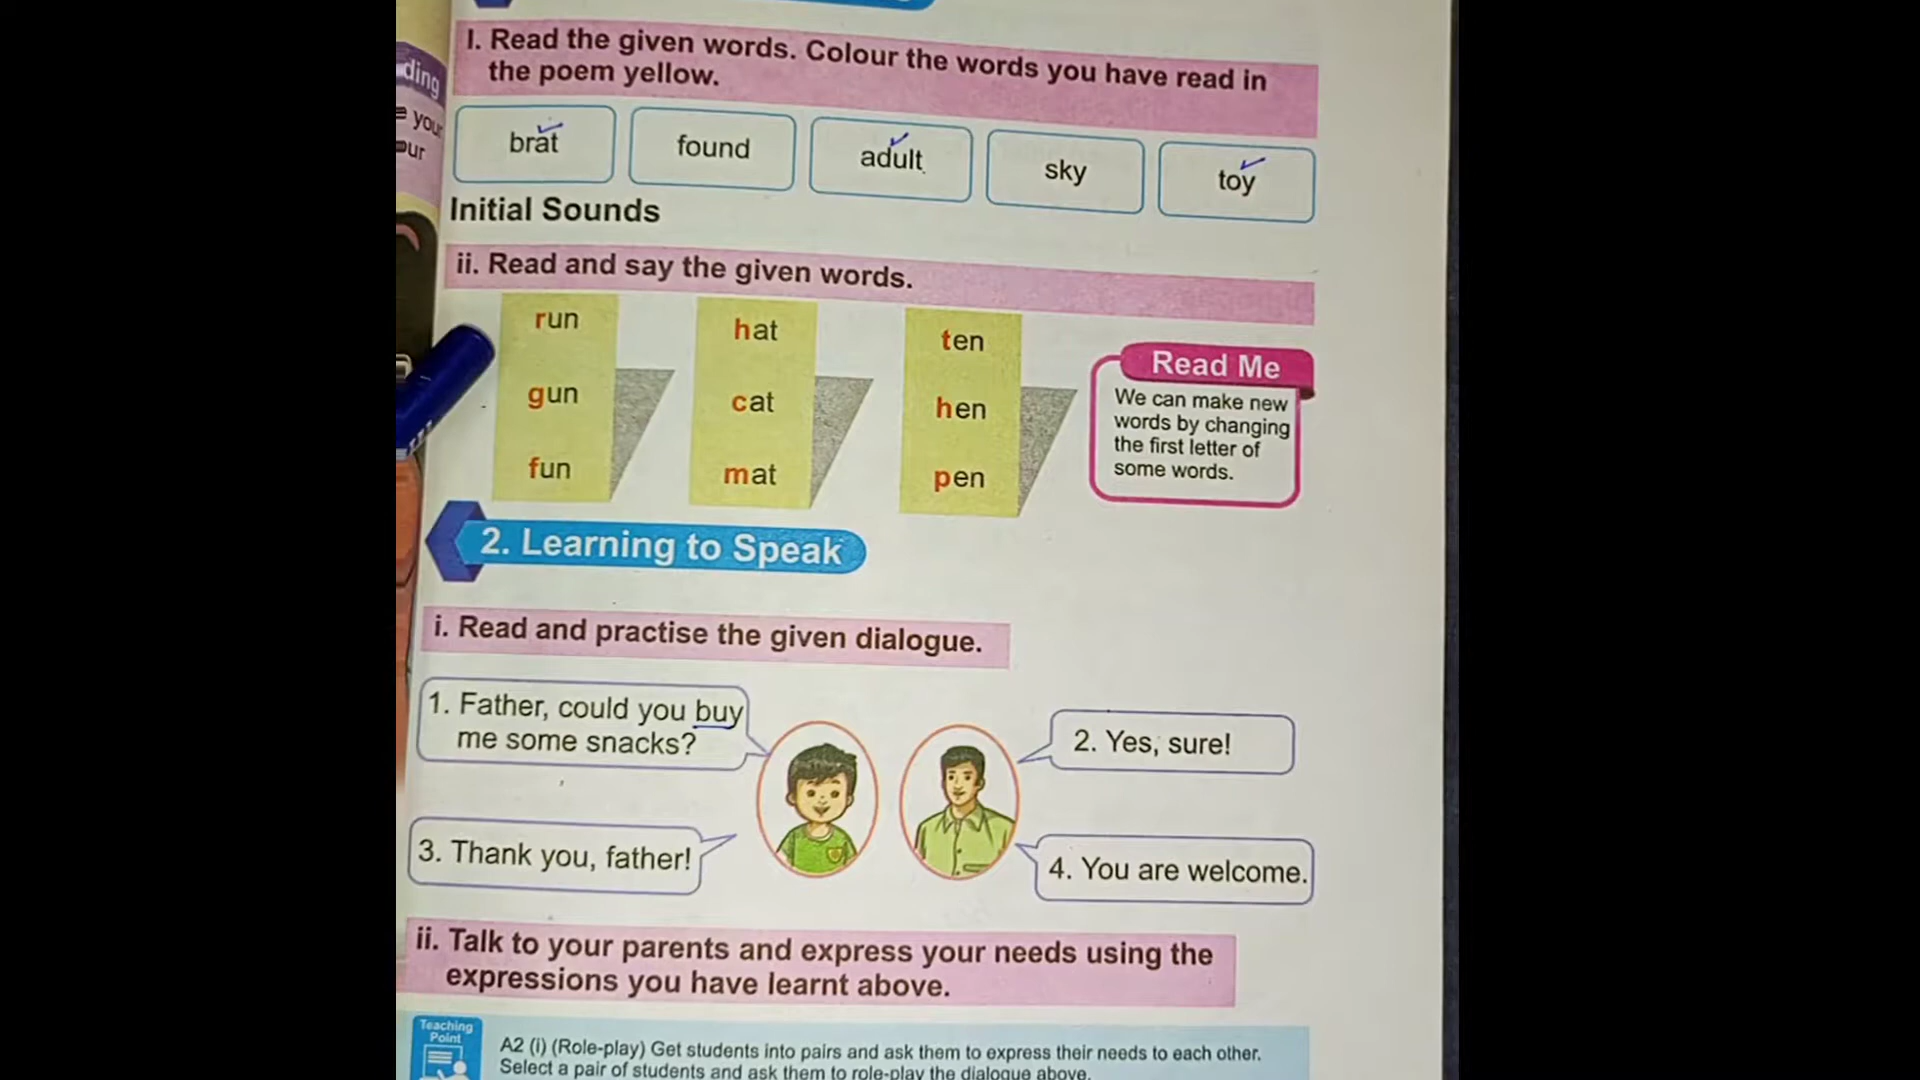 ding
your
our
I. Read the given words. Colour the words you have read in
the poem yellow.
brat found adult sky toy
Initial Sounds
ii. Read and say the given words.
run hat ten
gun cat hen
fun mat pen
Read Me
We can make new
words by changing
the first letter of
some words.
2. Learning to Speak
i. Read and practise the given dialogue.
1. Father, could you buy
me some snacks?
2. Yes, sure!
3. Thank you, father!
4. You are welcome.
ii. Talk to your parents and express your needs using the
expressions you have learnt above.
Teaching
Point
A2 (i) (Role-play) Get students into pairs and ask them to express their needs to each other.
Select a pair of students and ask them to role-play the dialogue above.